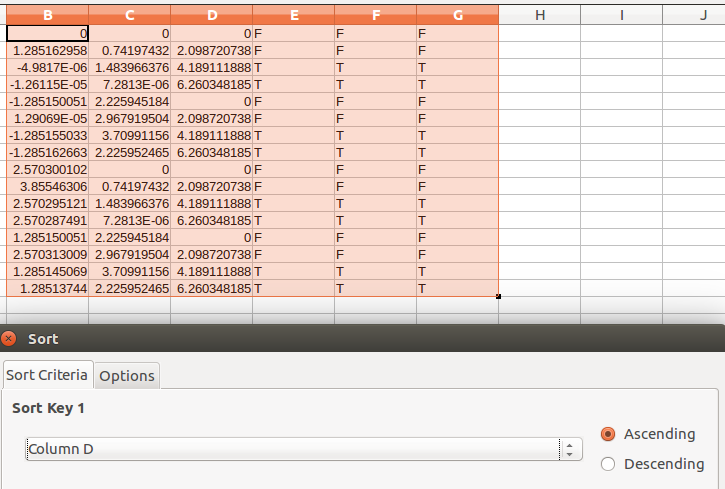 B C D E F G H I J
0 0 0 F F F
1.285162958 0.74197432 2.098720738 F F F
-4.9817E-06 1.483966376 4.189111888 T T T
-1.26115E-05 7.2813E-06 6.260348185 T T T
-1.285150051 2.225945184 0 F F F
1.29069E-05 2.967919504 2.098720738 F F F
-1.285155033 3.70991156 4.189111888 T T T
-1.285162663 2.225952465 6.260348185 T T T
2.570300102 0 0 F F F
3.85546306 0.74197432 2.098720738 F F F
2.570295121 1.483966376 4.189111888 T T T
2.570287491 7.2813E-06 6.260348185 T T T
1.285150051 2.225945184 0 F F F
2.570313009 2.967919504 2.098720738 F F F
1.285145069 3.70991156 4.189111888 T T T
1.28513744 2.225952465 6.260348185 T T T
Sort
Sort Criteria Options
Sort Key 1
Column D
Ascending
Descending